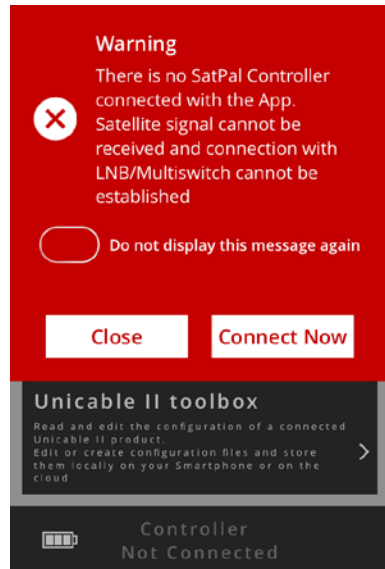 Warning
There is no SatPal Controller
connected with the App.
Satellite signal cannot be
received and connection with
LNB/Multiswitch cannot be
established
Do not display this message again
Close
Connect Now
Unicable II toolbox
Read and edit the configuration of a connected
Unicable II product.
Edit or create configuration files and store
them locally on your Smartphone or on the
cloud
Controller
Not Connected